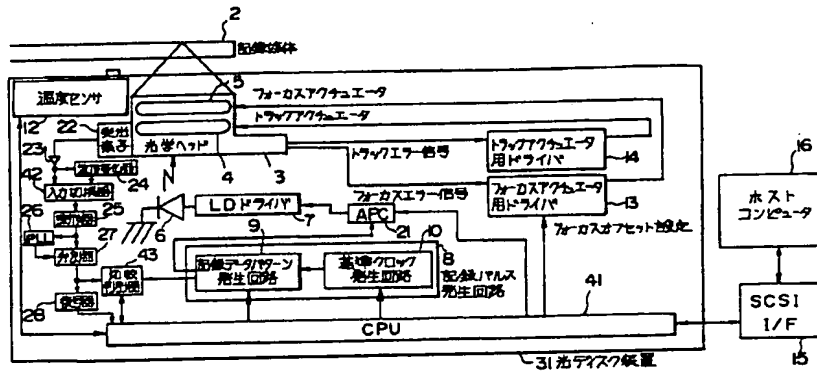 2
記録媒体
5
フォーカスアクチュエータ
トラックアクチュエータ
温度センサ
12
22
検出素子
光学ヘッド
4
3
トラックエラー信号
トラックアクチュエータ
用ドライバ
14
23
24
N
フォーカスエラー信号
フォーカスアクチュエータ
用ドライバ
13
16
ホスト
コンピュータ
42
入力切換器
LDドライバ
APC
フォーカスオフセットを設定
26
25
PLL
27
6
7
21
9
10
43
比較
判別器
記録データパターン
発生回路
基準クロック
発生回路
8
記録パルス
発生回路
28
復調器
41
CPU
SCSI
I/F
15
31光ディスク装置